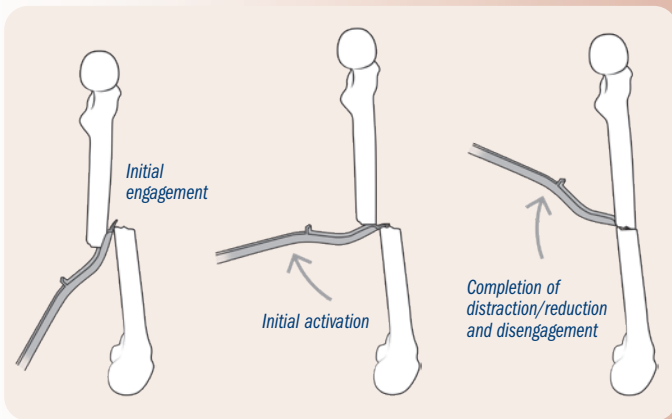 Initial
engagement
Initial activation
Completion of
distraction/reduction
and disengagement